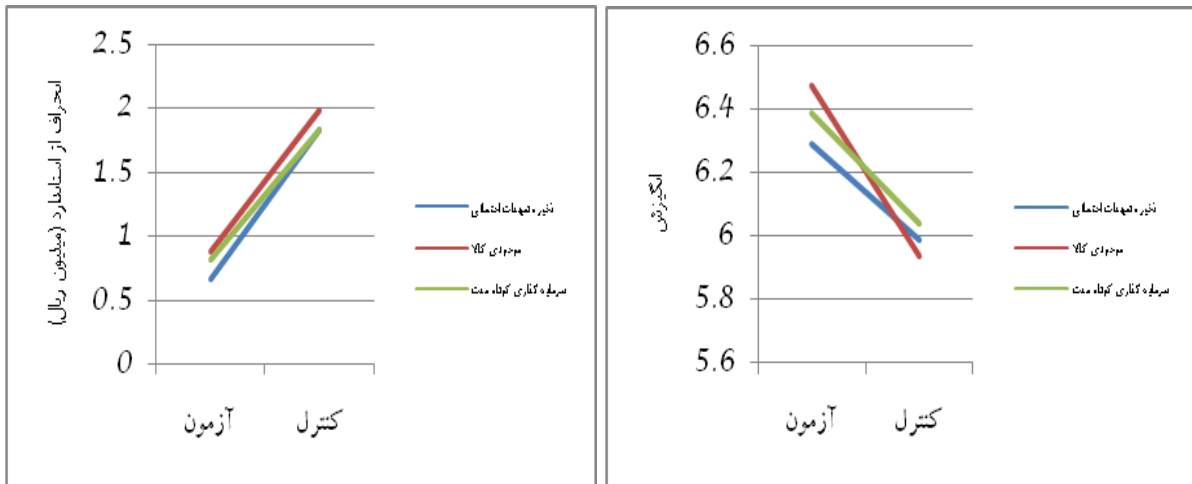 انحراف از استاندارد (میلیون ریال)
2.5
2
1.5
1
0.5
0
آزمون
کنترل
ذخیره تعهدات احتمالی
موجودی کالا
سرمایه گذاری کوتاه مدت
انگیزش
6.6
6.4
6.2
6
5.8
5.6
آزمون
کنترل
ذخیره تعهدات احتمالی
موجودی کالا
سرمایه گذاری کوتاه مدت